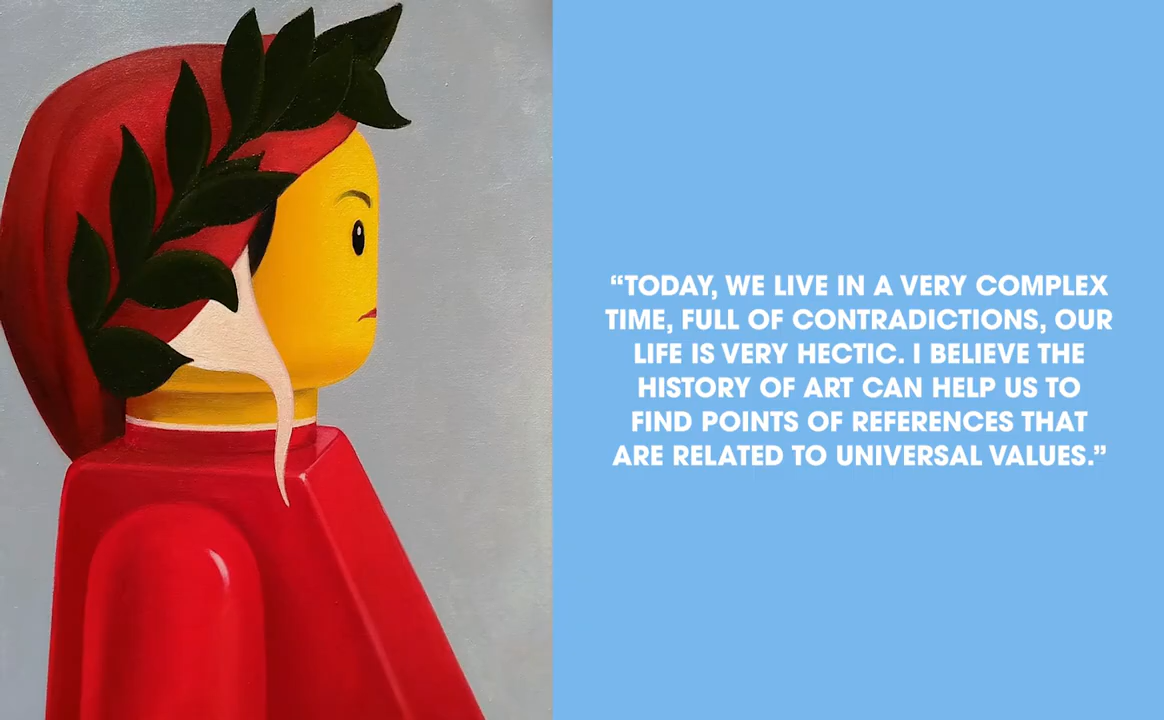 “TODAY, WE LIVE IN A VERY COMPLEX
TIME, FULL OF CONTRADICTIONS, OUR
LIFE IS VERY HECTIC. I BELIEVE THE
HISTORY OF ART CAN HELP US TO
FIND POINTS OF REFERENCES THAT
ARE RELATED TO UNIVERSAL VALUES.”